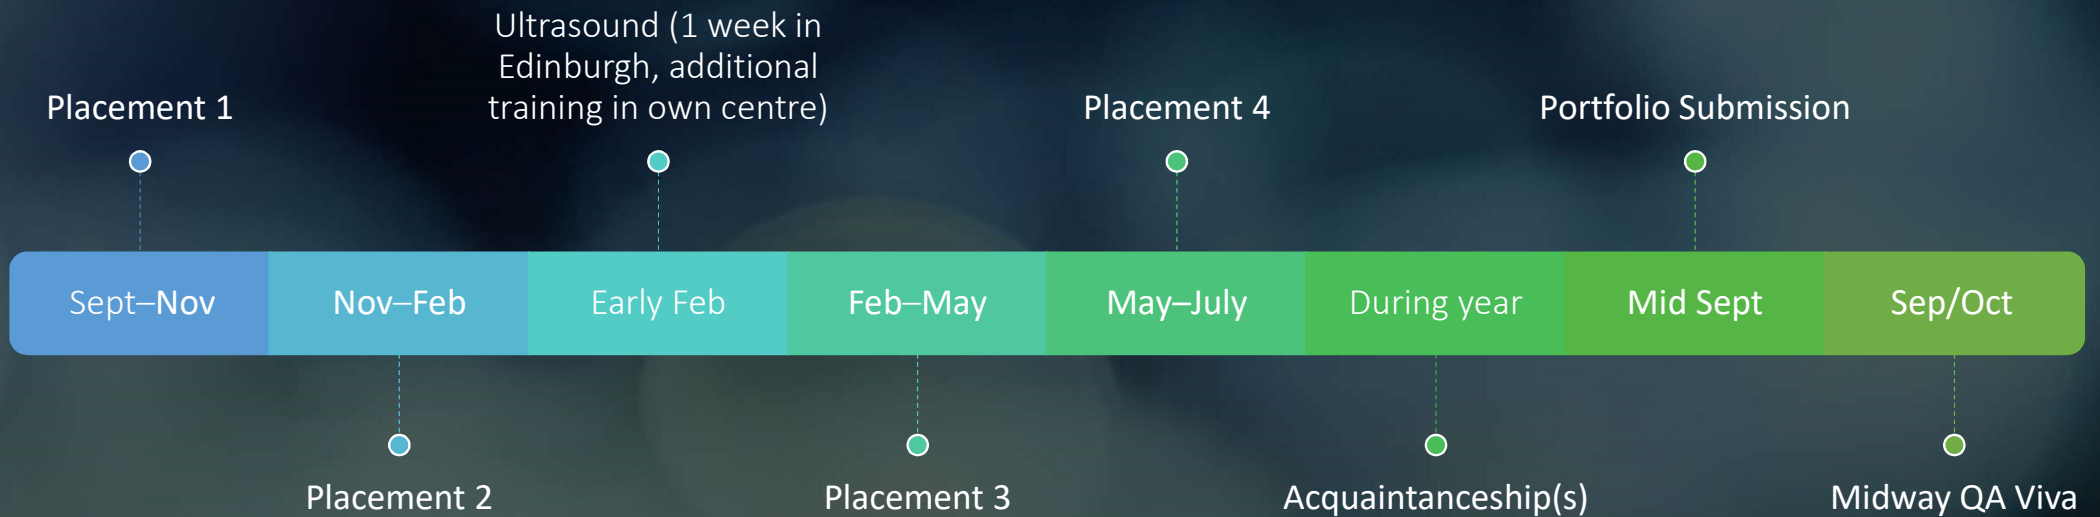 Ultrasound (1 week in
Edinburgh, additional
training in own centre)
Placement 1
Placement 4
Portfolio Submission
Sept–Nov
Nov–Feb
Early Feb
Feb–May
May–July
During year
Mid Sept
Sep/Oct
Placement 2
Placement 3
Acquaintanceship(s)
Midway QA Viva